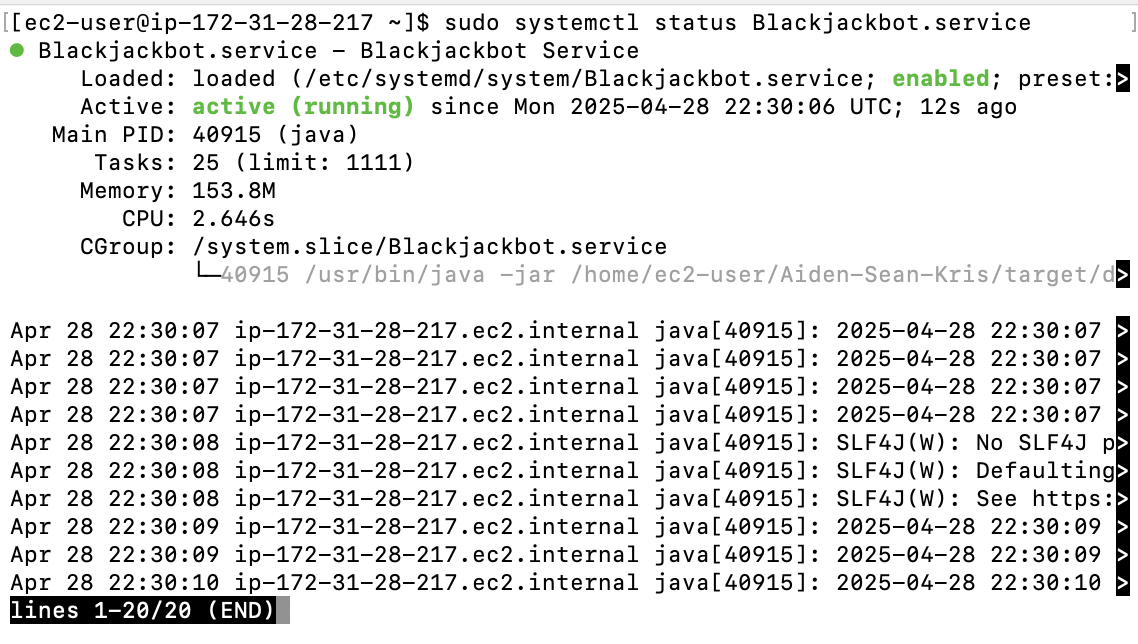 [[ec2-user@ip-172-31-28-217 ~]$ sudo systemctl status Blackjackbot.service ]
● Blackjackbot.service - Blackjackbot Service
Loaded: loaded (/etc/systemd/system/Blackjackbot.service; enabled; preset:>
Active: active (running) since Mon 2025-04-28 22:30:06 UTC; 12s ago
Main PID: 40915 (java)
Tasks: 25 (limit: 1111)
Memory: 153.8M
CPU: 2.646s
CGroup: /system.slice/Blackjackbot.service
└─40915 /usr/bin/java -jar /home/ec2-user/Aiden-Sean-Kris/target/d>
Apr 28 22:30:07 ip-172-31-28-217.ec2.internal java[40915]: 2025-04-28 22:30:07 >
Apr 28 22:30:07 ip-172-31-28-217.ec2.internal java[40915]: 2025-04-28 22:30:07 >
Apr 28 22:30:07 ip-172-31-28-217.ec2.internal java[40915]: 2025-04-28 22:30:07 >
Apr 28 22:30:07 ip-172-31-28-217.ec2.internal java[40915]: 2025-04-28 22:30:07 >
Apr 28 22:30:08 ip-172-31-28-217.ec2.internal java[40915]: SLF4J(W): No SLF4J p>
Apr 28 22:30:08 ip-172-31-28-217.ec2.internal java[40915]: SLF4J(W): Defaulting>
Apr 28 22:30:08 ip-172-31-28-217.ec2.internal java[40915]: SLF4J(W): See https:>
Apr 28 22:30:09 ip-172-31-28-217.ec2.internal java[40915]: 2025-04-28 22:30:09 >
Apr 28 22:30:09 ip-172-31-28-217.ec2.internal java[40915]: 2025-04-28 22:30:09 >
Apr 28 22:30:10 ip-172-31-28-217.ec2.internal java[40915]: 2025-04-28 22:30:10 >
lines 1-20/20 (END)